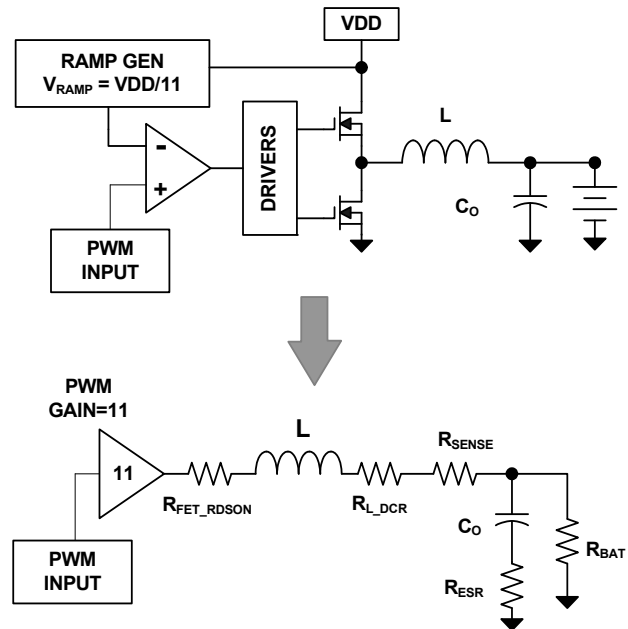 VDD
RAMP GEN
VRAMP = VDD/11
-
+
DRIVERS
L
CO
PWM
INPUT
PWM
GAIN=11
11
L
RSENSE
RFET_RDSON
RL_DCR
CO
RBAT
RESR
PWM
INPUT